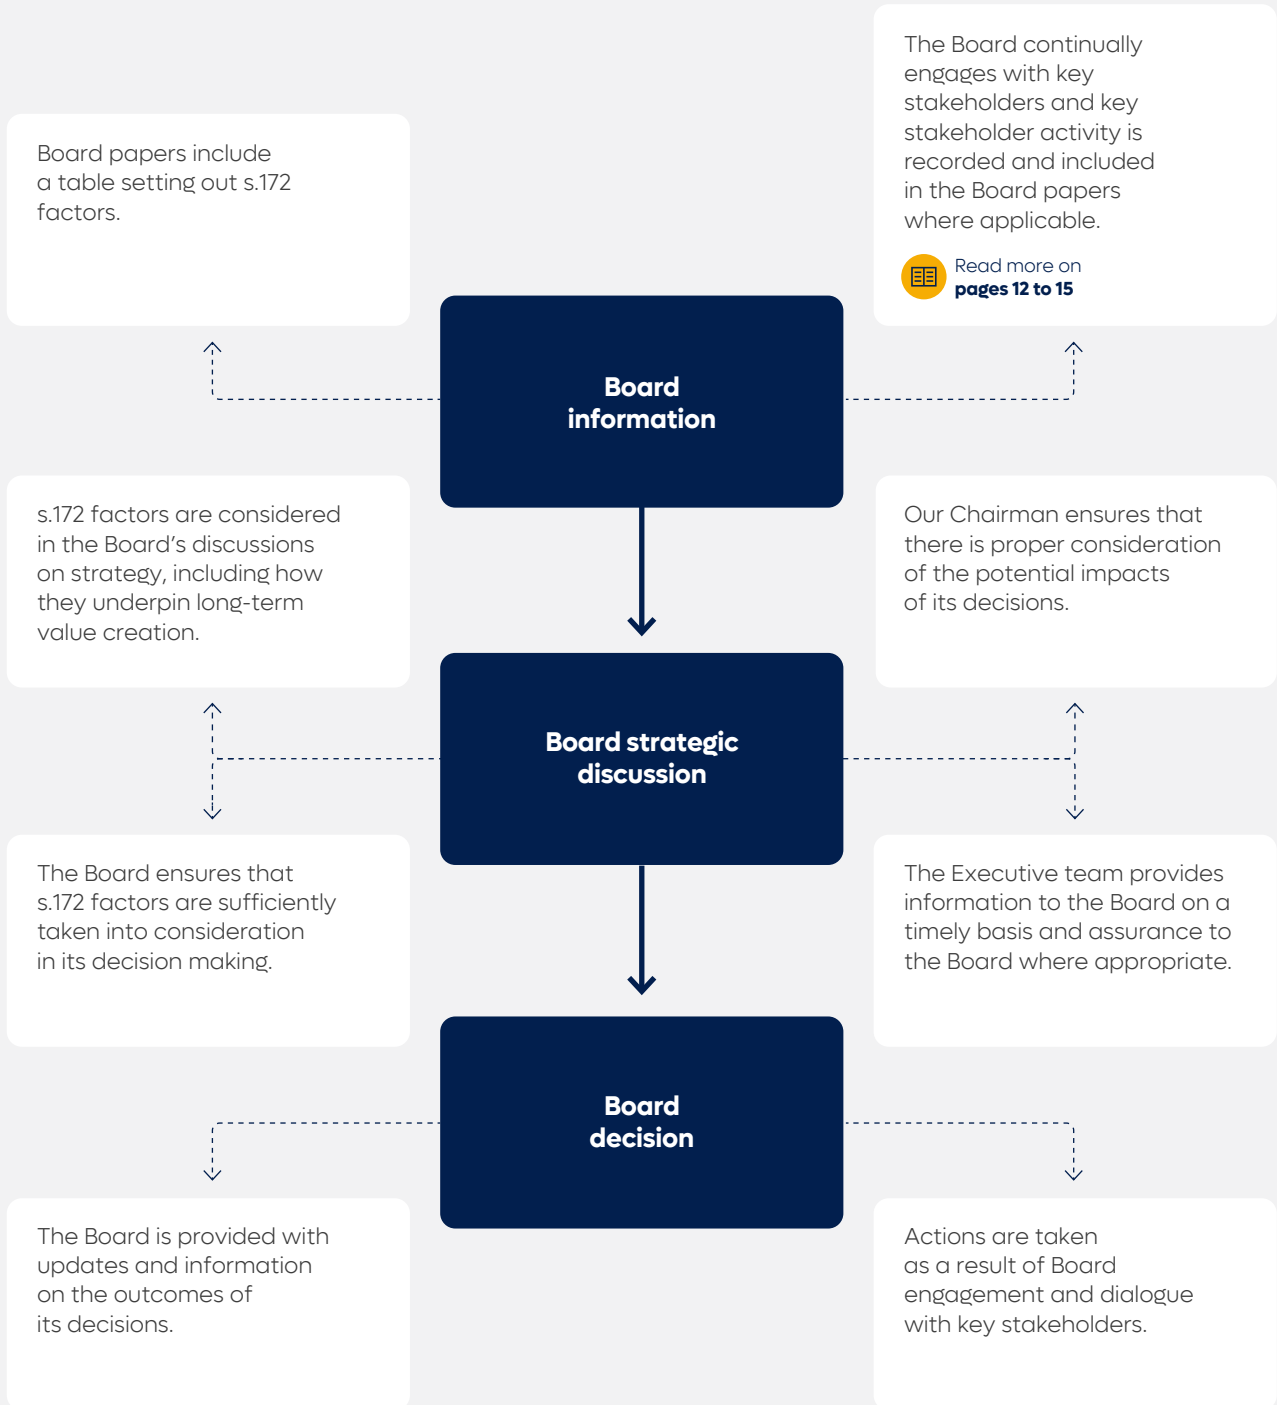 Board papers include
a table setting out s.172
factors.
The Board continually
engages with key
stakeholders and key
stakeholder activity is
recorded and included
in the Board papers
where applicable.
Read more on
pages 12 to 15
Board
information
s.172 factors are considered
in the Board’s discussions
on strategy, including how
they underpin long-term
value creation.
Our Chairman ensures that
there is proper consideration
of the potential impacts
of its decisions.
Board strategic
discussion
The Board ensures that
s.172 factors are sufficiently
taken into consideration
in its decision making.
The Executive team provides
information to the Board on a
timely basis and assurance to
the Board where appropriate.
Board
decision
The Board is provided with
updates and information
on the outcomes of
its decisions.
Actions are taken
as a result of Board
engagement and dialogue
with key stakeholders.